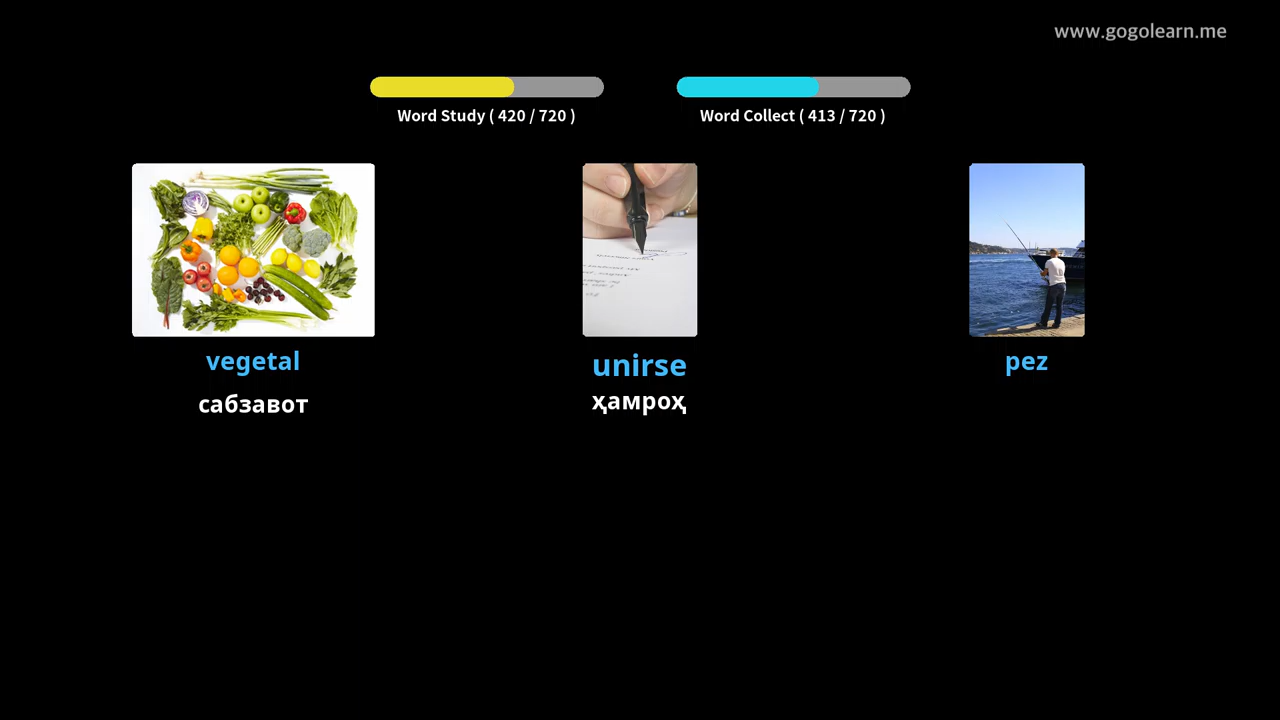 www.gogolearn.me
Word Study ( 420 / 720 )
Word Collect ( 413 / 720 )
vegetal
unirse
pez
сабзавот
ҳамроҳ